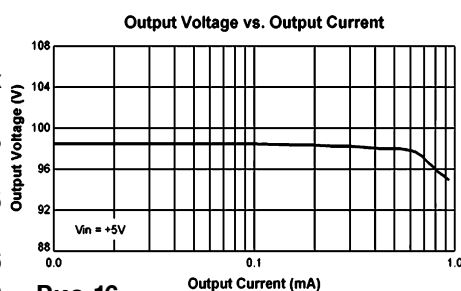 Output Voltage vs. Output Current
Output Voltage (V)
108
104
100
96
92
88
Vin = +5V
0.0
0.1
1.0
Output Current (mA)